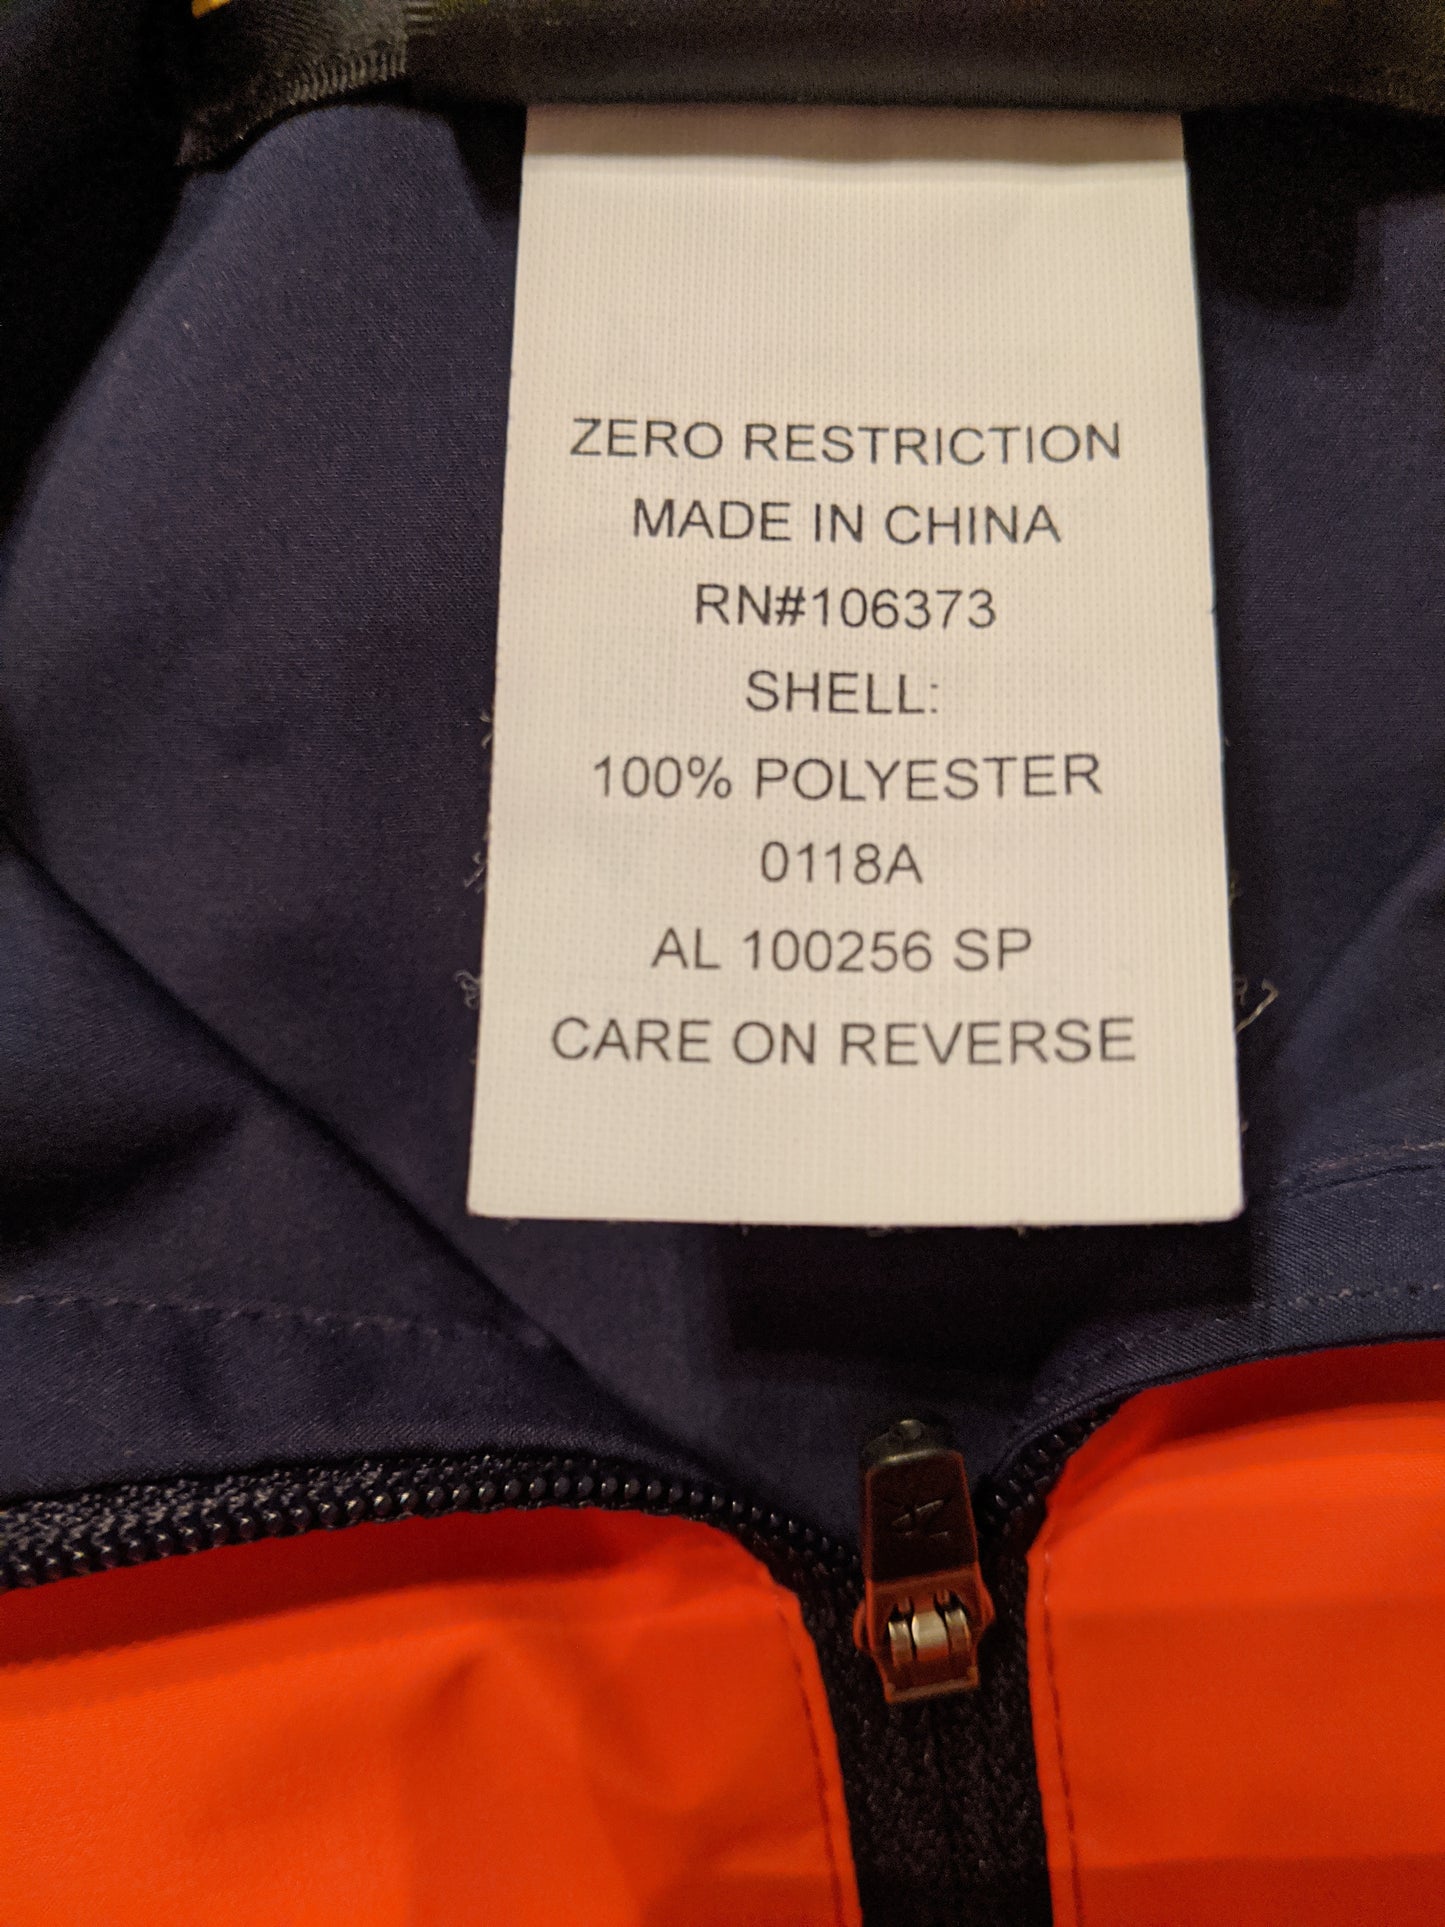 ZERO RESTRICTION
MADE IN CHINA
RN#106373
SHELL:
100% POLYESTER
0118A
AL 100256 SP
CARE ON REVERSE